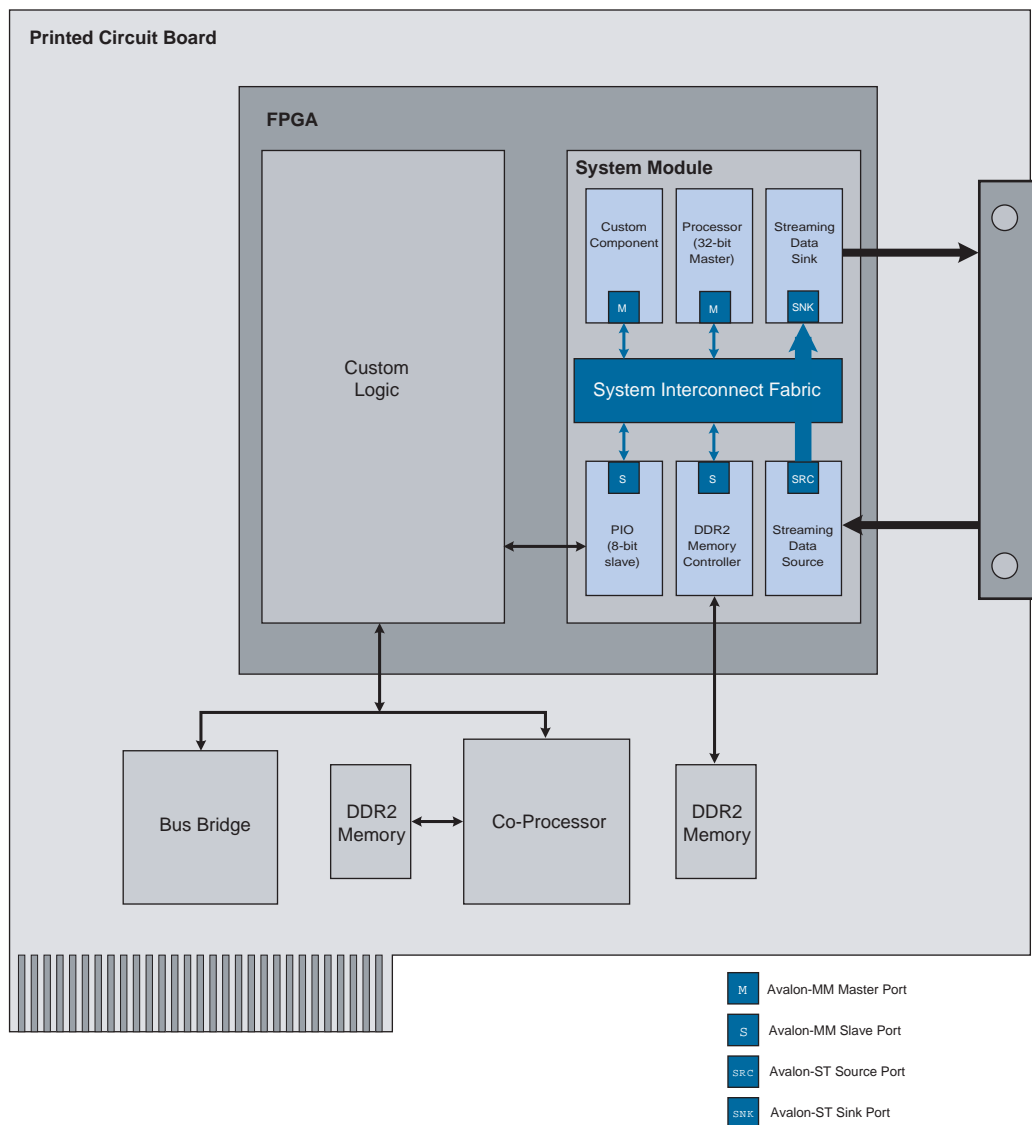 Printed Circuit Board
FPGA
System Module
Custom
Component
M
Processor
(32-bit
Master)
M
Streaming
Data
Sink
SNK
Custom
Logic
System Interconnect Fabric
S
PIO
(8-bit
slave)
S
DDR2
Memory
Controller
SRC
Streaming
Data
Source
Bus Bridge
DDR2
Memory
Co-Processor
DDR2
Memory
M Avalon-MM Master Port
S Avalon-MM Slave Port
SRC Avalon-ST Source Port
SNK Avalon-ST Sink Port